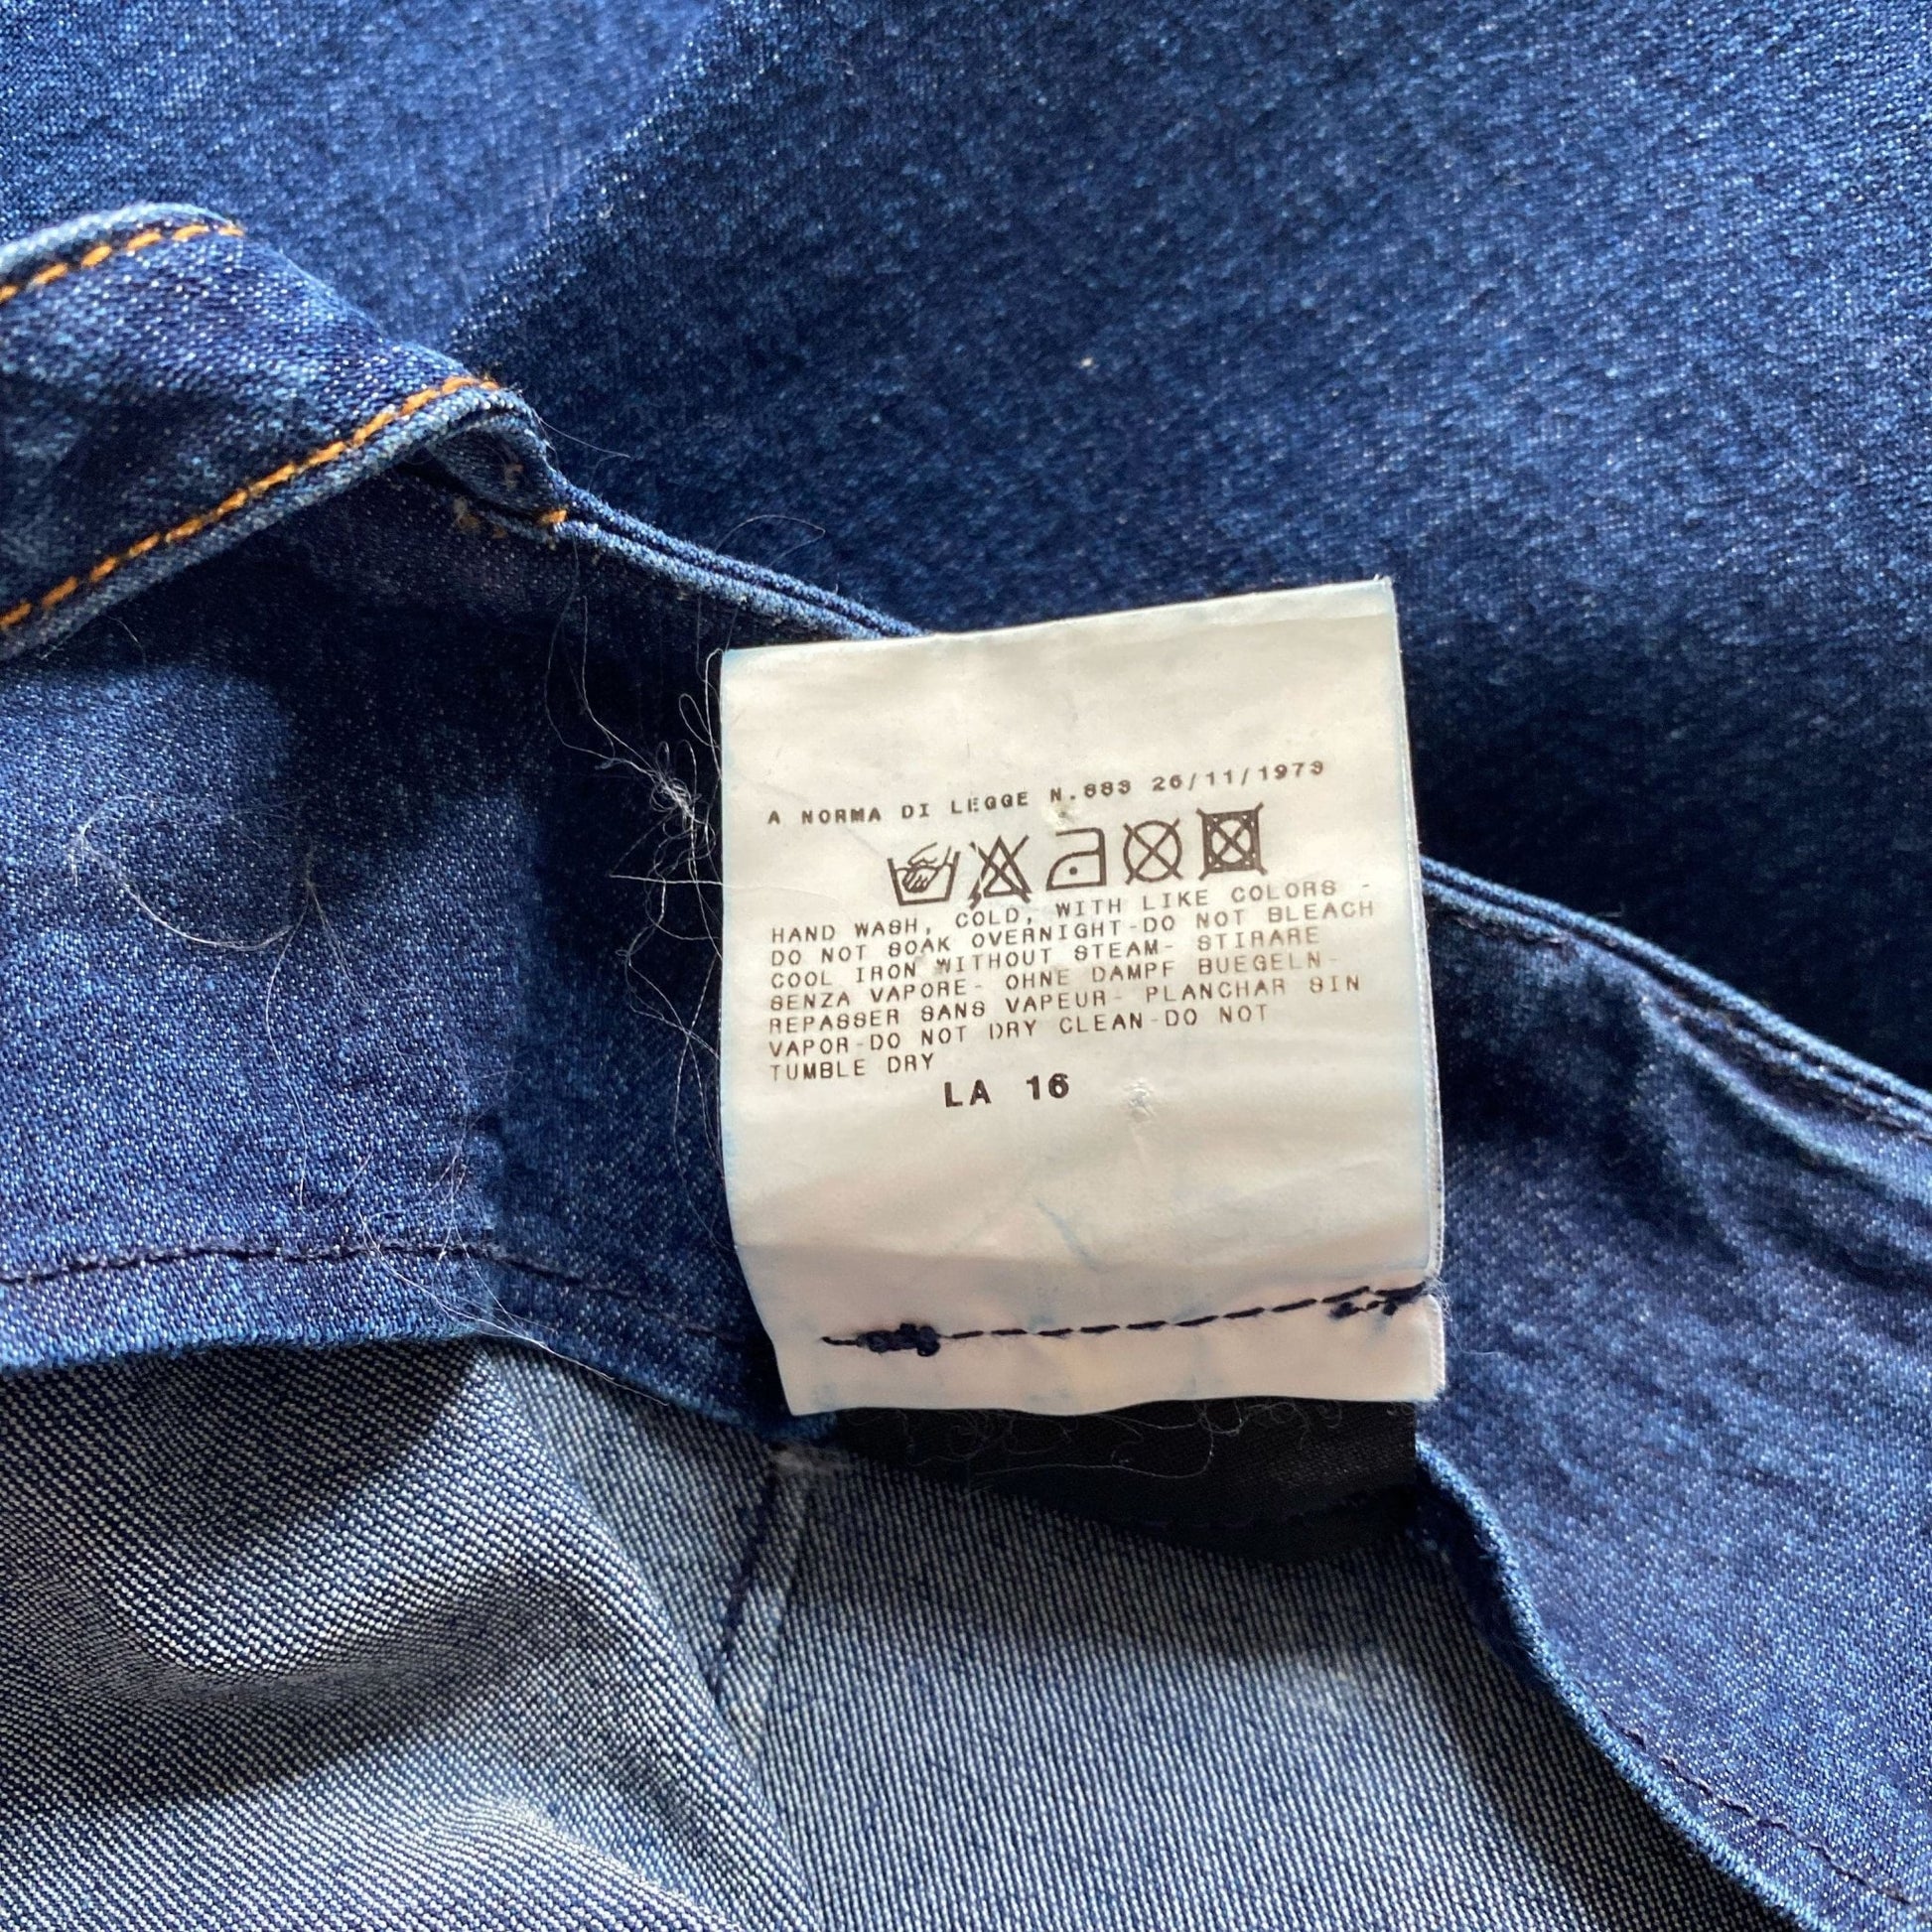 A NORMA DI LEGGE N.883 26/11/1973
HAND WASH, COLD, WITH LIKE COLORS -
DO NOT SOAK OVERNIGHT-DO NOT BLEACH
COOL IRON WITHOUT STEAM- STIRARE
SENZA VAPORE- OHNE DAMPF BUEGELN-
REPASSER SANS VAPEUR- PLANCHAR SIN
VAPOR-DO NOT DRY CLEAN-DO NOT
TUMBLE DRY
LA 16